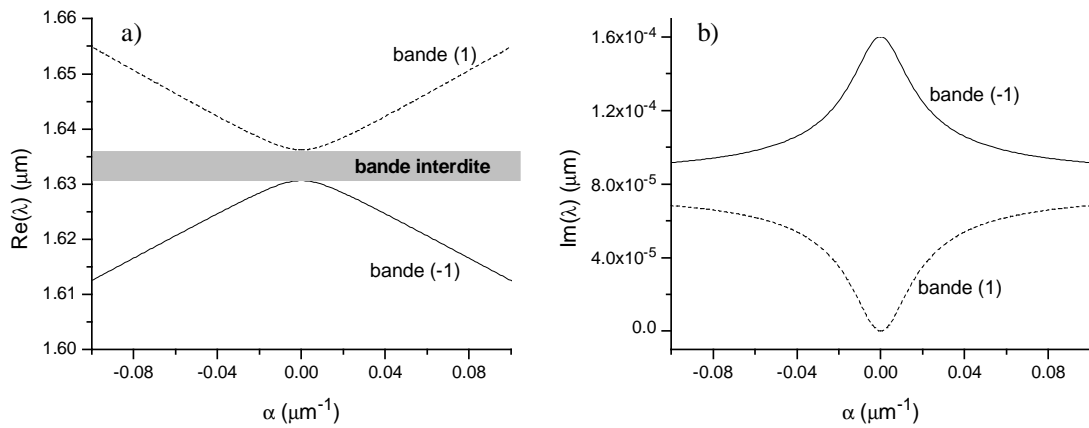 a)
1.66
1.65
1.64
1.63
1.62
1.61
1.60
Re(λ) (μm)
bande (1)
bande interdite
bande (-1)
-0.08 -0.04 0.00 0.04 0.08
α (μm⁻¹)
b)
1.6x10⁻⁴
1.2x10⁻⁴
8.0x10⁻⁵
4.0x10⁻⁵
0.0
Im(λ) (μm)
bande (-1)
bande (1)
-0.08 -0.04 0.00 0.04 0.08
α (μm⁻¹)